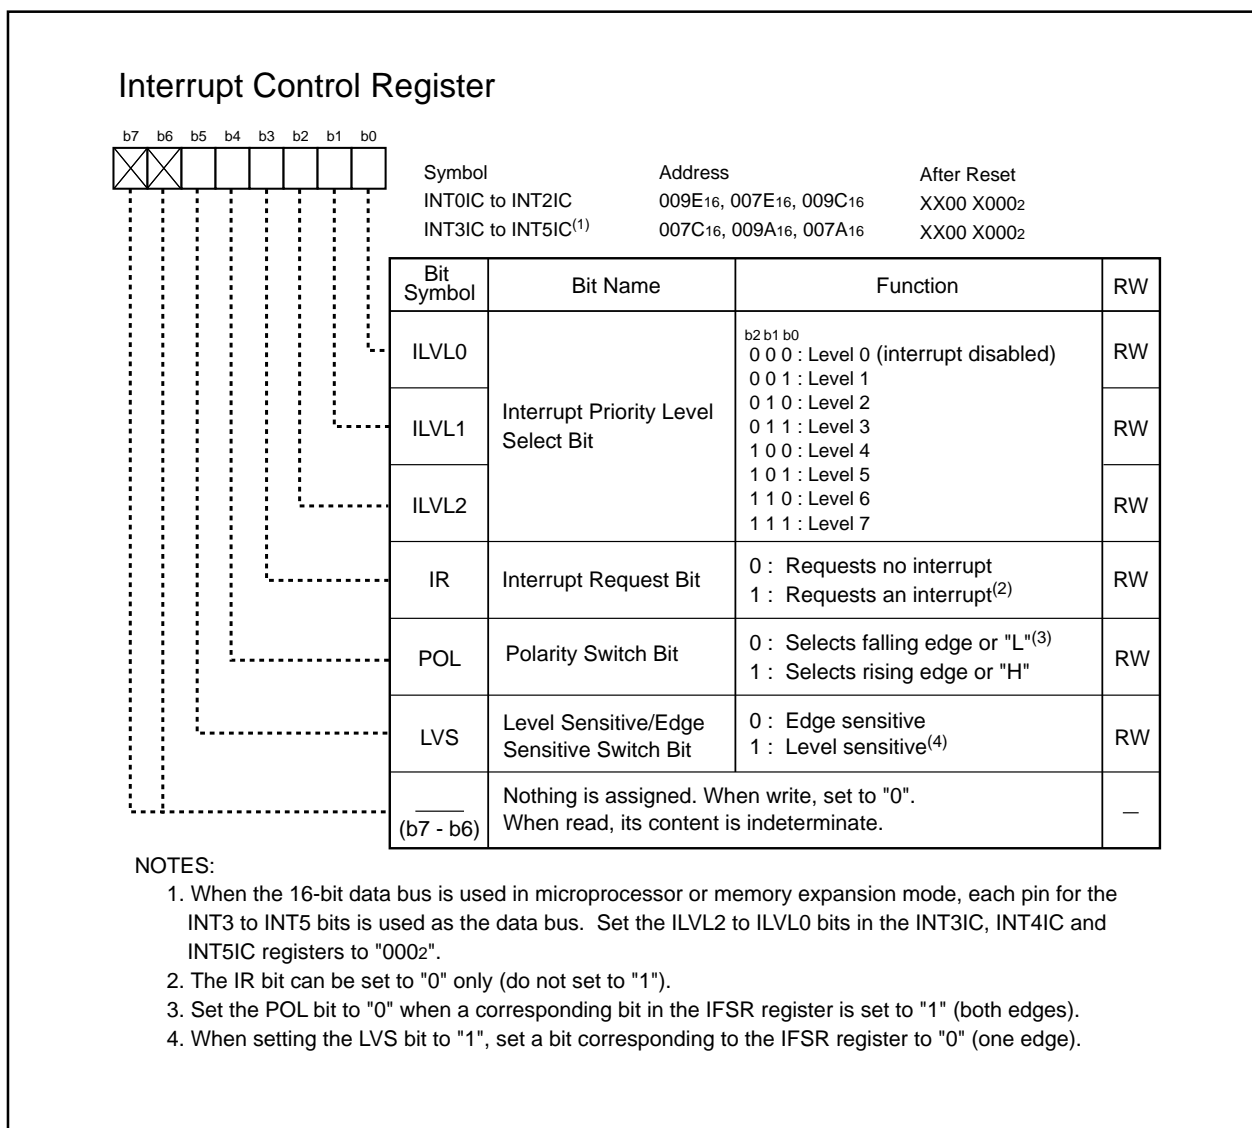 Interrupt Control Register
b7 b6 b5 b4 b3 b2 b1 b0
Symbol Address After Reset
INT0IC to INT2IC 009E16, 007E16, 009C16 XX00 X0002
INT3IC to INT5IC(1) 007C16, 009A16, 007A16 XX00 X0002
Bit Symbol Bit Name Function RW
ILVL0 RW
ILVL1 RW
ILVL2 RW
Interrupt Priority Level
Select Bit
b2 b1 b0
0 0 0 : Level 0 (interrupt disabled)
0 0 1 : Level 1
0 1 0 : Level 2
0 1 1 : Level 3
1 0 0 : Level 4
1 0 1 : Level 5
1 1 0 : Level 6
1 1 1 : Level 7
IR Interrupt Request Bit 0 : Requests no interrupt RW
1 : Requests an interrupt(2)
POL Polarity Switch Bit 0 : Selects falling edge or "L"(3) RW
1 : Selects rising edge or "H"
LVS Level Sensitive/Edge 0 : Edge sensitive RW
Sensitive Switch Bit 1 : Level sensitive(4)
Nothing is assigned. When write, set to "0".
(b7 - b6) When read, its content is indeterminate. —
NOTES:
1. When the 16-bit data bus is used in microprocessor or memory expansion mode, each pin for the
INT3 to INT5 bits is used as the data bus. Set the ILVL2 to ILVL0 bits in the INT3IC, INT4IC and
INT5IC registers to "0002".
2. The IR bit can be set to "0" only (do not set to "1").
3. Set the POL bit to "0" when a corresponding bit in the IFSR register is set to "1" (both edges).
4. When setting the LVS bit to "1", set a bit corresponding to the IFSR register to "0" (one edge).